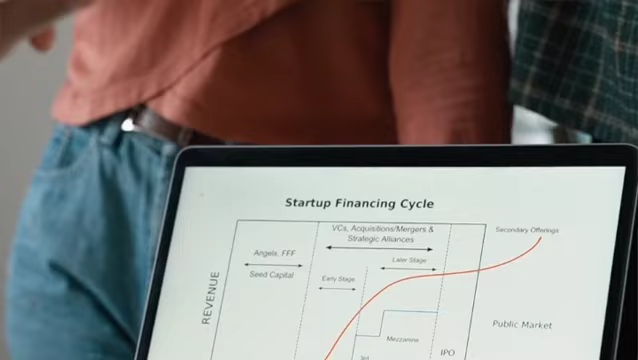 Startup Financing Cycle
VCs, Acquisitions/Mergers &
Strategic Alliances
Secondary Offerings
Angels, FFF
Seed Capital
Early Stage
Later Stage
REVENUE
Public Market
Mezzanine
IPO
3rd